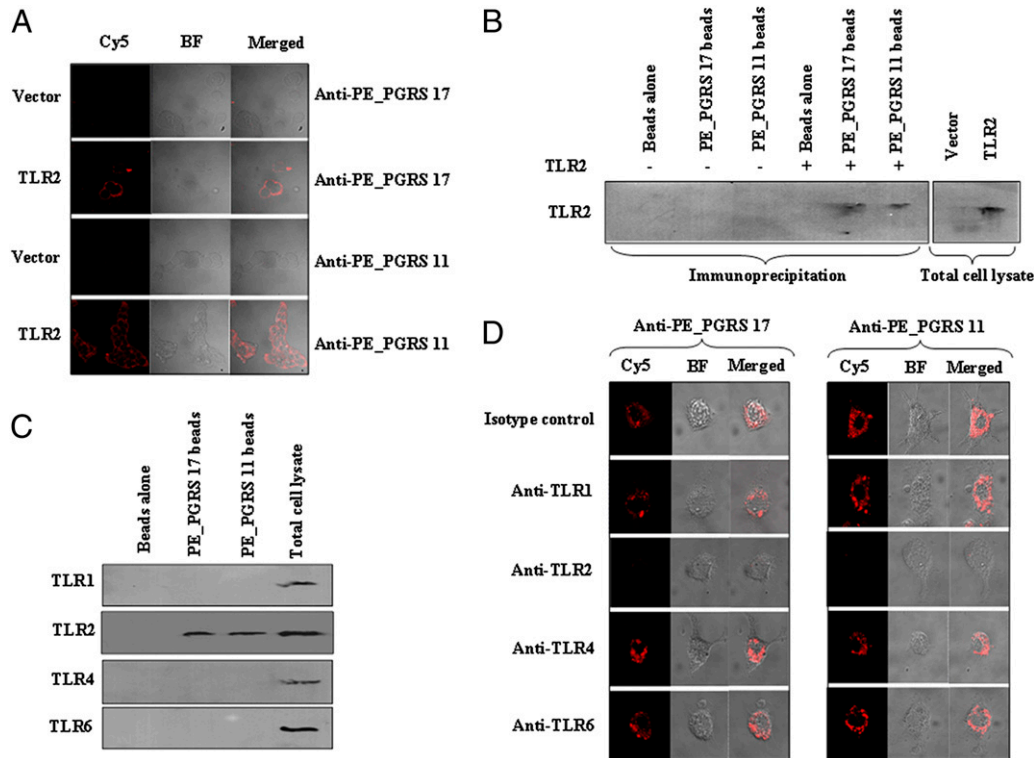 A
Cy5 BF Merged
Vector Anti-PE_PGRS 17
TLR2 Anti-PE_PGRS 17
Vector Anti-PE_PGRS 11
TLR2 Anti-PE_PGRS 11
B
Beads alone
PE_PGRS 17 beads
PE_PGRS 11 beads
Beads alone
PE_PGRS 17 beads
PE_PGRS 11 beads
Vector
TLR2
TLR2 - - - + + +
TLR2
Immunoprecipitation Total cell lysate
C
Beads alone
PE_PGRS 17 beads
PE_PGRS 11 beads
Total cell lysate
TLR1
TLR2
TLR4
TLR6
D
Anti-PE_PGRS 17 Anti-PE_PGRS 11
Cy5 BF Merged Cy5 BF Merged
Isotype control
Anti-TLR1
Anti-TLR2
Anti-TLR4
Anti-TLR6